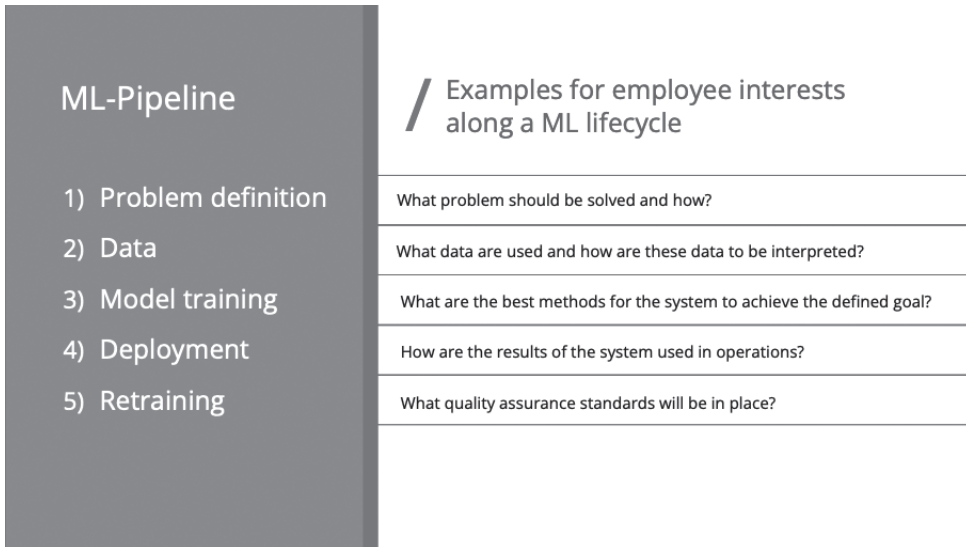 ML-Pipeline
/ Examples for employee interests
along a ML lifecycle
1) Problem definition
What problem should be solved and how?
2) Data
What data are used and how are these data to be interpreted?
3) Model training
What are the best methods for the system to achieve the defined goal?
4) Deployment
How are the results of the system used in operations?
5) Retraining
What quality assurance standards will be in place?